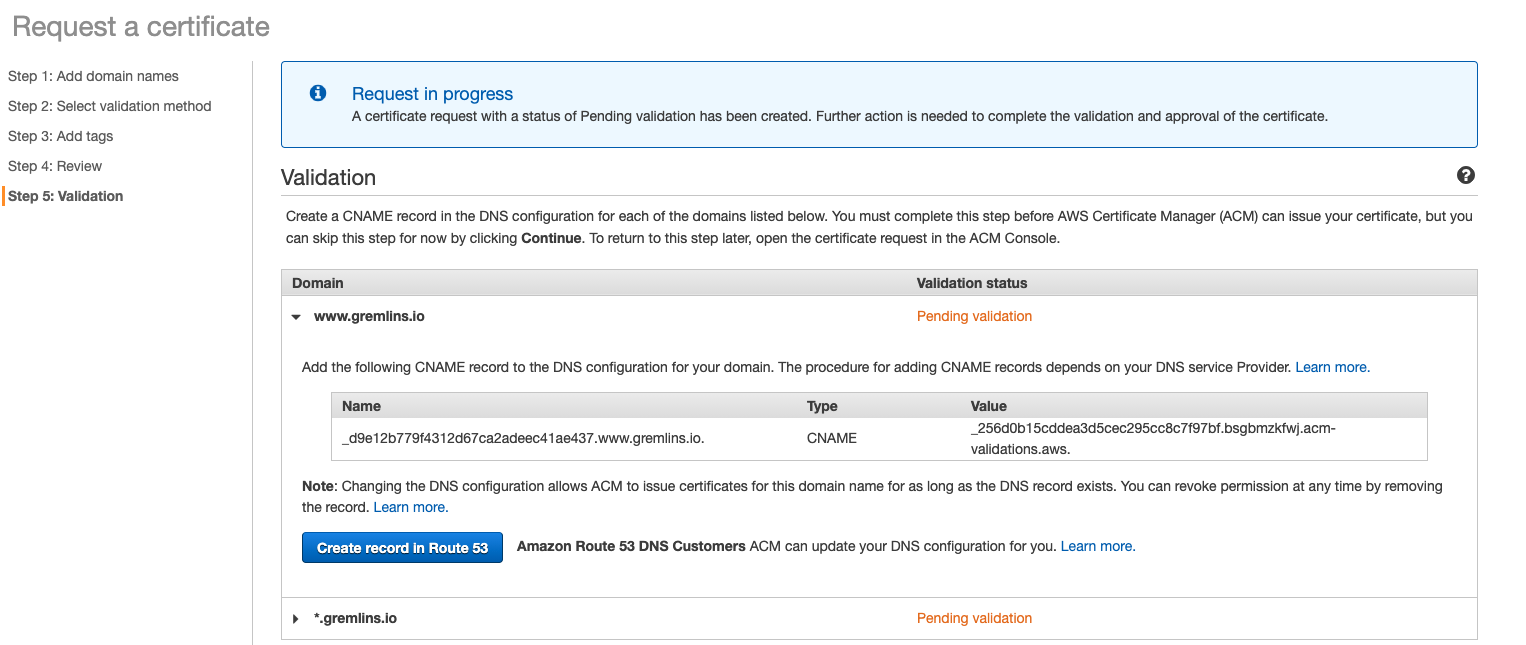 Request a certificate
Step 1: Add domain names
Step 2: Select validation method
Step 3: Add tags
Step 4: Review
Step 5: Validation
Request in progress
A certificate request with a status of Pending validation has been created. Further action is needed to complete the validation and approval of the certificate.
Validation
Create a CNAME record in the DNS configuration for each of the domains listed below. You must complete this step before AWS Certificate Manager (ACM) can issue your certificate, but you
can skip this step for now by clicking Continue. To return to this step later, open the certificate request in the ACM Console.
Domain Validation status
www.gremlins.io Pending validation
Add the following CNAME record to the DNS configuration for your domain. The procedure for adding CNAME records depends on your DNS service Provider. Learn more.
Name Type Value
_d9e12b779f4312d67ca2adeec41ae437.www.gremlins.io. CNAME _256d0b15cddea3d5cec295cc8c7f97bf.bsgbmzkfwj.acm-
validations.aws.
Note: Changing the DNS configuration allows ACM to issue certificates for this domain name for as long as the DNS record exists. You can revoke permission at any time by removing
the record. Learn more.
Create record in Route 53 Amazon Route 53 DNS Customers ACM can update your DNS configuration for you. Learn more.
*.gremlins.io Pending validation